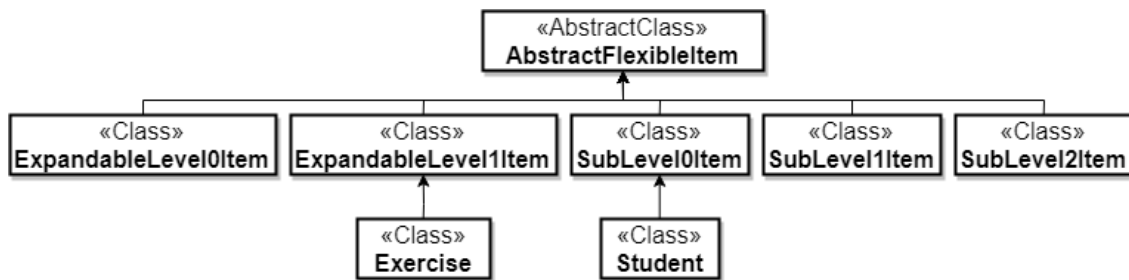 «AbstractClass»
AbstractFlexibleItem
«Class»
ExpandableLevel0Item
«Class»
ExpandableLevel1Item
«Class»
SubLevel0Item
«Class»
SubLevel1Item
«Class»
SubLevel2Item
«Class»
Exercise
«Class»
Student